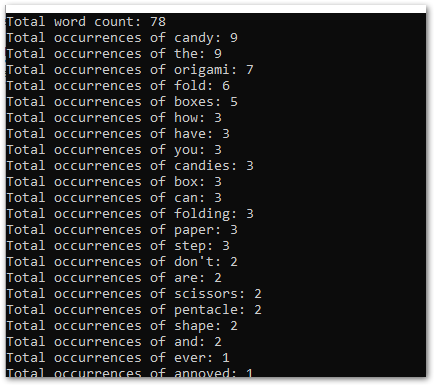 Total word count: 78
Total occurrences of candy: 9
Total occurrences of the: 9
Total occurrences of origami: 7
Total occurrences of fold: 6
Total occurrences of boxes: 5
Total occurrences of how: 3
Total occurrences of have: 3
Total occurrences of you: 3
Total occurrences of candies: 3
Total occurrences of box: 3
Total occurrences of can: 3
Total occurrences of folding: 3
Total occurrences of paper: 3
Total occurrences of step: 3
Total occurrences of don't: 2
Total occurrences of are: 2
Total occurrences of scissors: 2
Total occurrences of pentacle: 2
Total occurrences of shape: 2
Total occurrences of and: 2
Total occurrences of ever: 1
Total occurrences of annoyed: 1